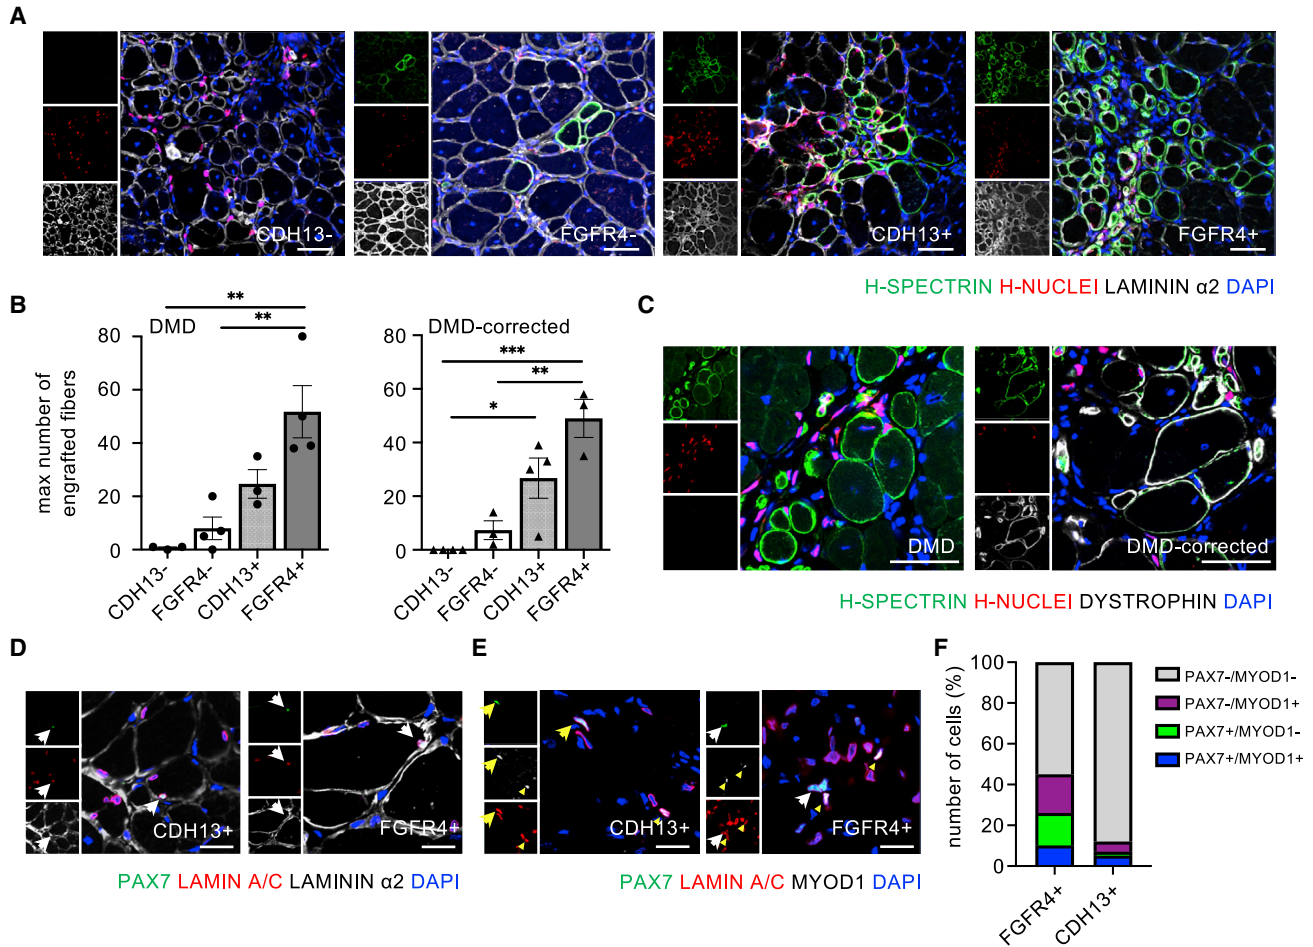 A
CDH13-
FGFR4-
CDH13+
FGFR4+
H-SPECTRIN H-NUCLEI LAMININ α2 DAPI
B
max number of
engrafted fibers
DMD
80
60
40
20
0
**
**
CDH13-
FGFR4-
CDH13+
FGFR4+
DMD-corrected
80
60
40
20
0
***
**
*
CDH13-
FGFR4-
CDH13+
FGFR4+
C
DMD
DMD-corrected
H-SPECTRIN H-NUCLEI DYSTROPHIN DAPI
D
CDH13+
FGFR4+
PAX7 LAMIN A/C LAMININ α2 DAPI
E
CDH13+
FGFR4+
PAX7 LAMIN A/C MYOD1 DAPI
F
number of cells (%)
100
80
60
40
20
0
FGFR4+
CDH13+
PAX7-/MYOD1-
PAX7-/MYOD1+
PAX7+/MYOD1-
PAX7+/MYOD1+